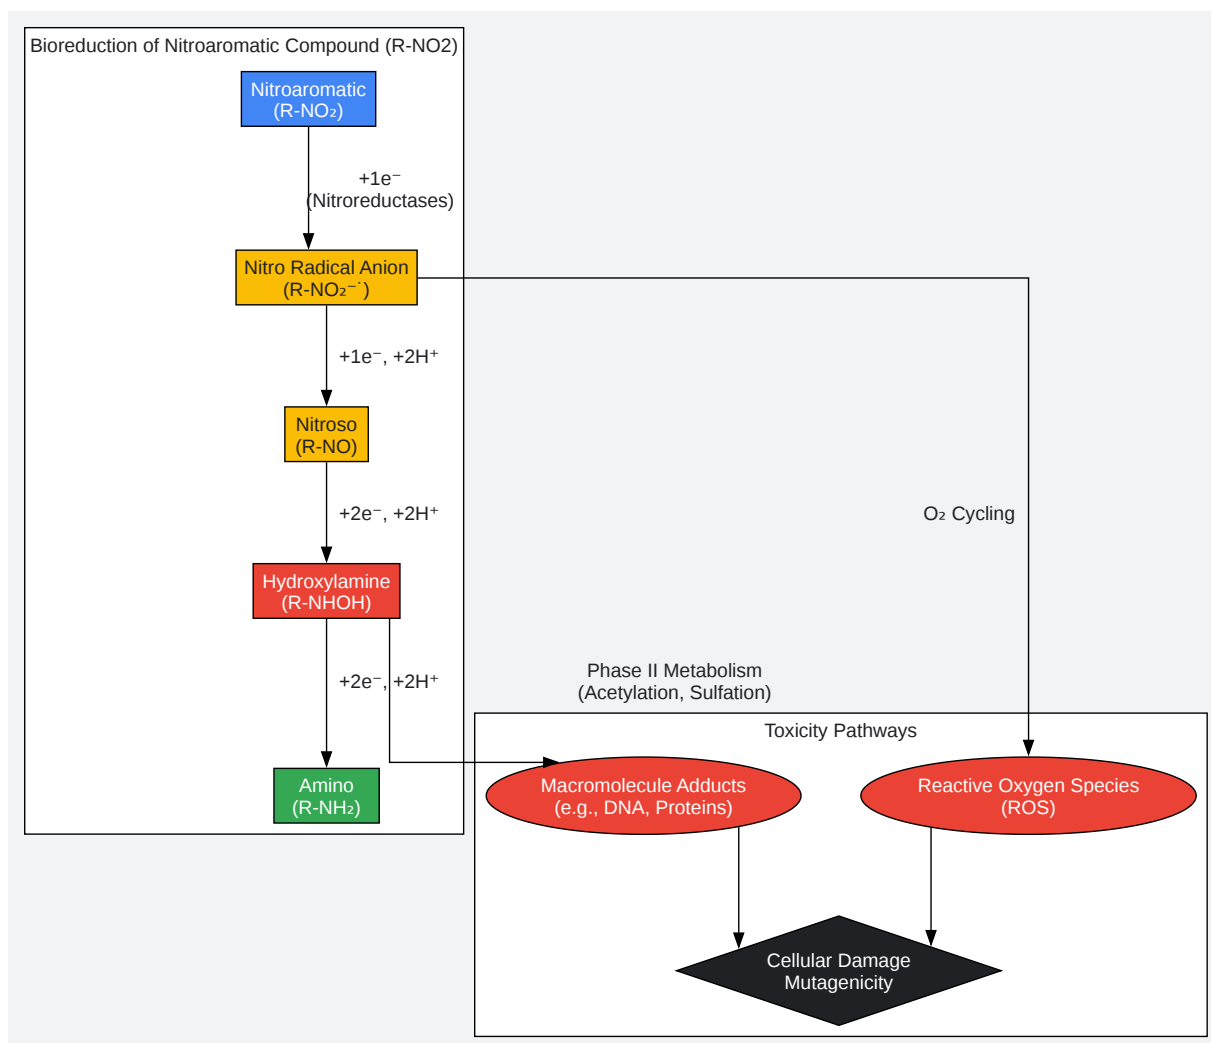 Bioreduction of Nitroaromatic Compound (R-NO2)
Nitroaromatic
(R-NO₂)
+1e⁻
(Nitroreductases)
Nitro Radical Anion
(R-NO₂⁻˙)
+1e⁻, +2H⁺
Nitroso
(R-NO)
+2e⁻, +2H⁺
O₂ Cycling
Hydroxylamine
(R-NHOH)
+2e⁻, +2H⁺
Phase II Metabolism
(Acetylation, Sulfation)
Toxicity Pathways
Amino
(R-NH₂)
Macromolecule Adducts
(e.g., DNA, Proteins)
Reactive Oxygen Species
(ROS)
Cellular Damage
Mutagenicity